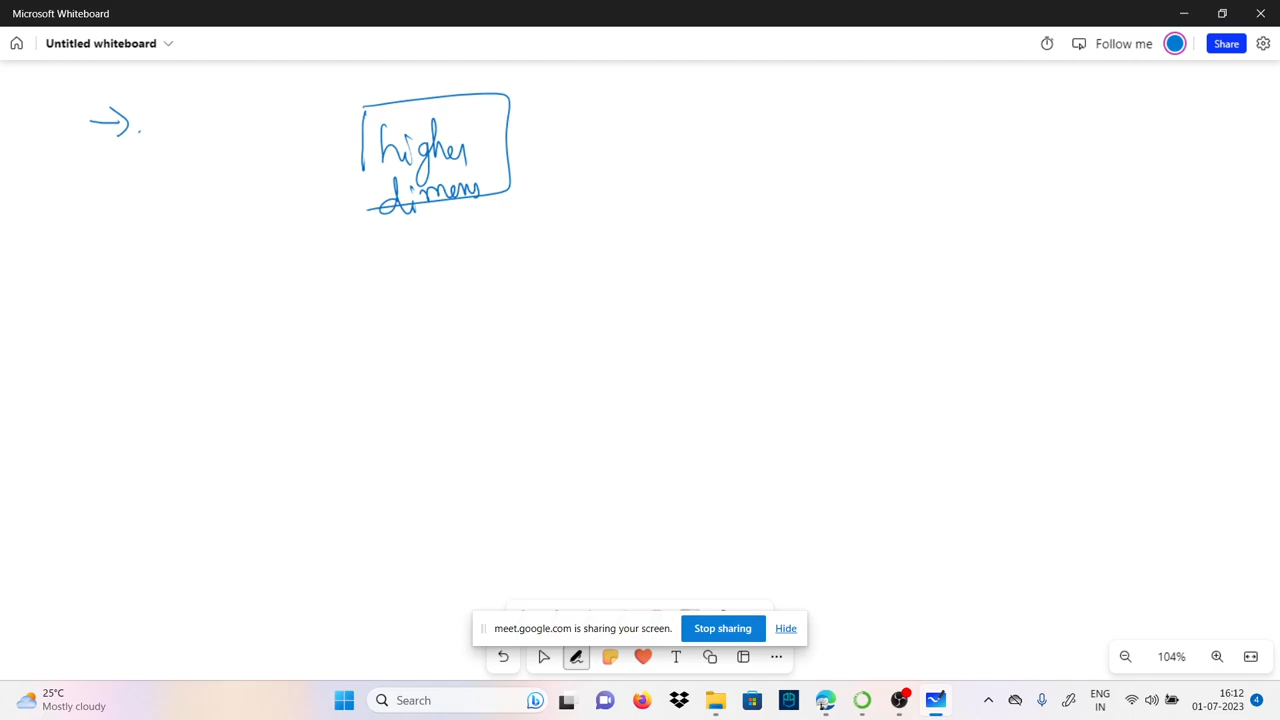 Microsoft Whiteboard
Untitled whiteboard
Follow me
Share
higher
dimens
meet.google.com is sharing your screen.
Stop sharing
Hide
104%
25°C
Mostly cloudy
Search
ENG
IN
16:12
01-07-2023
4